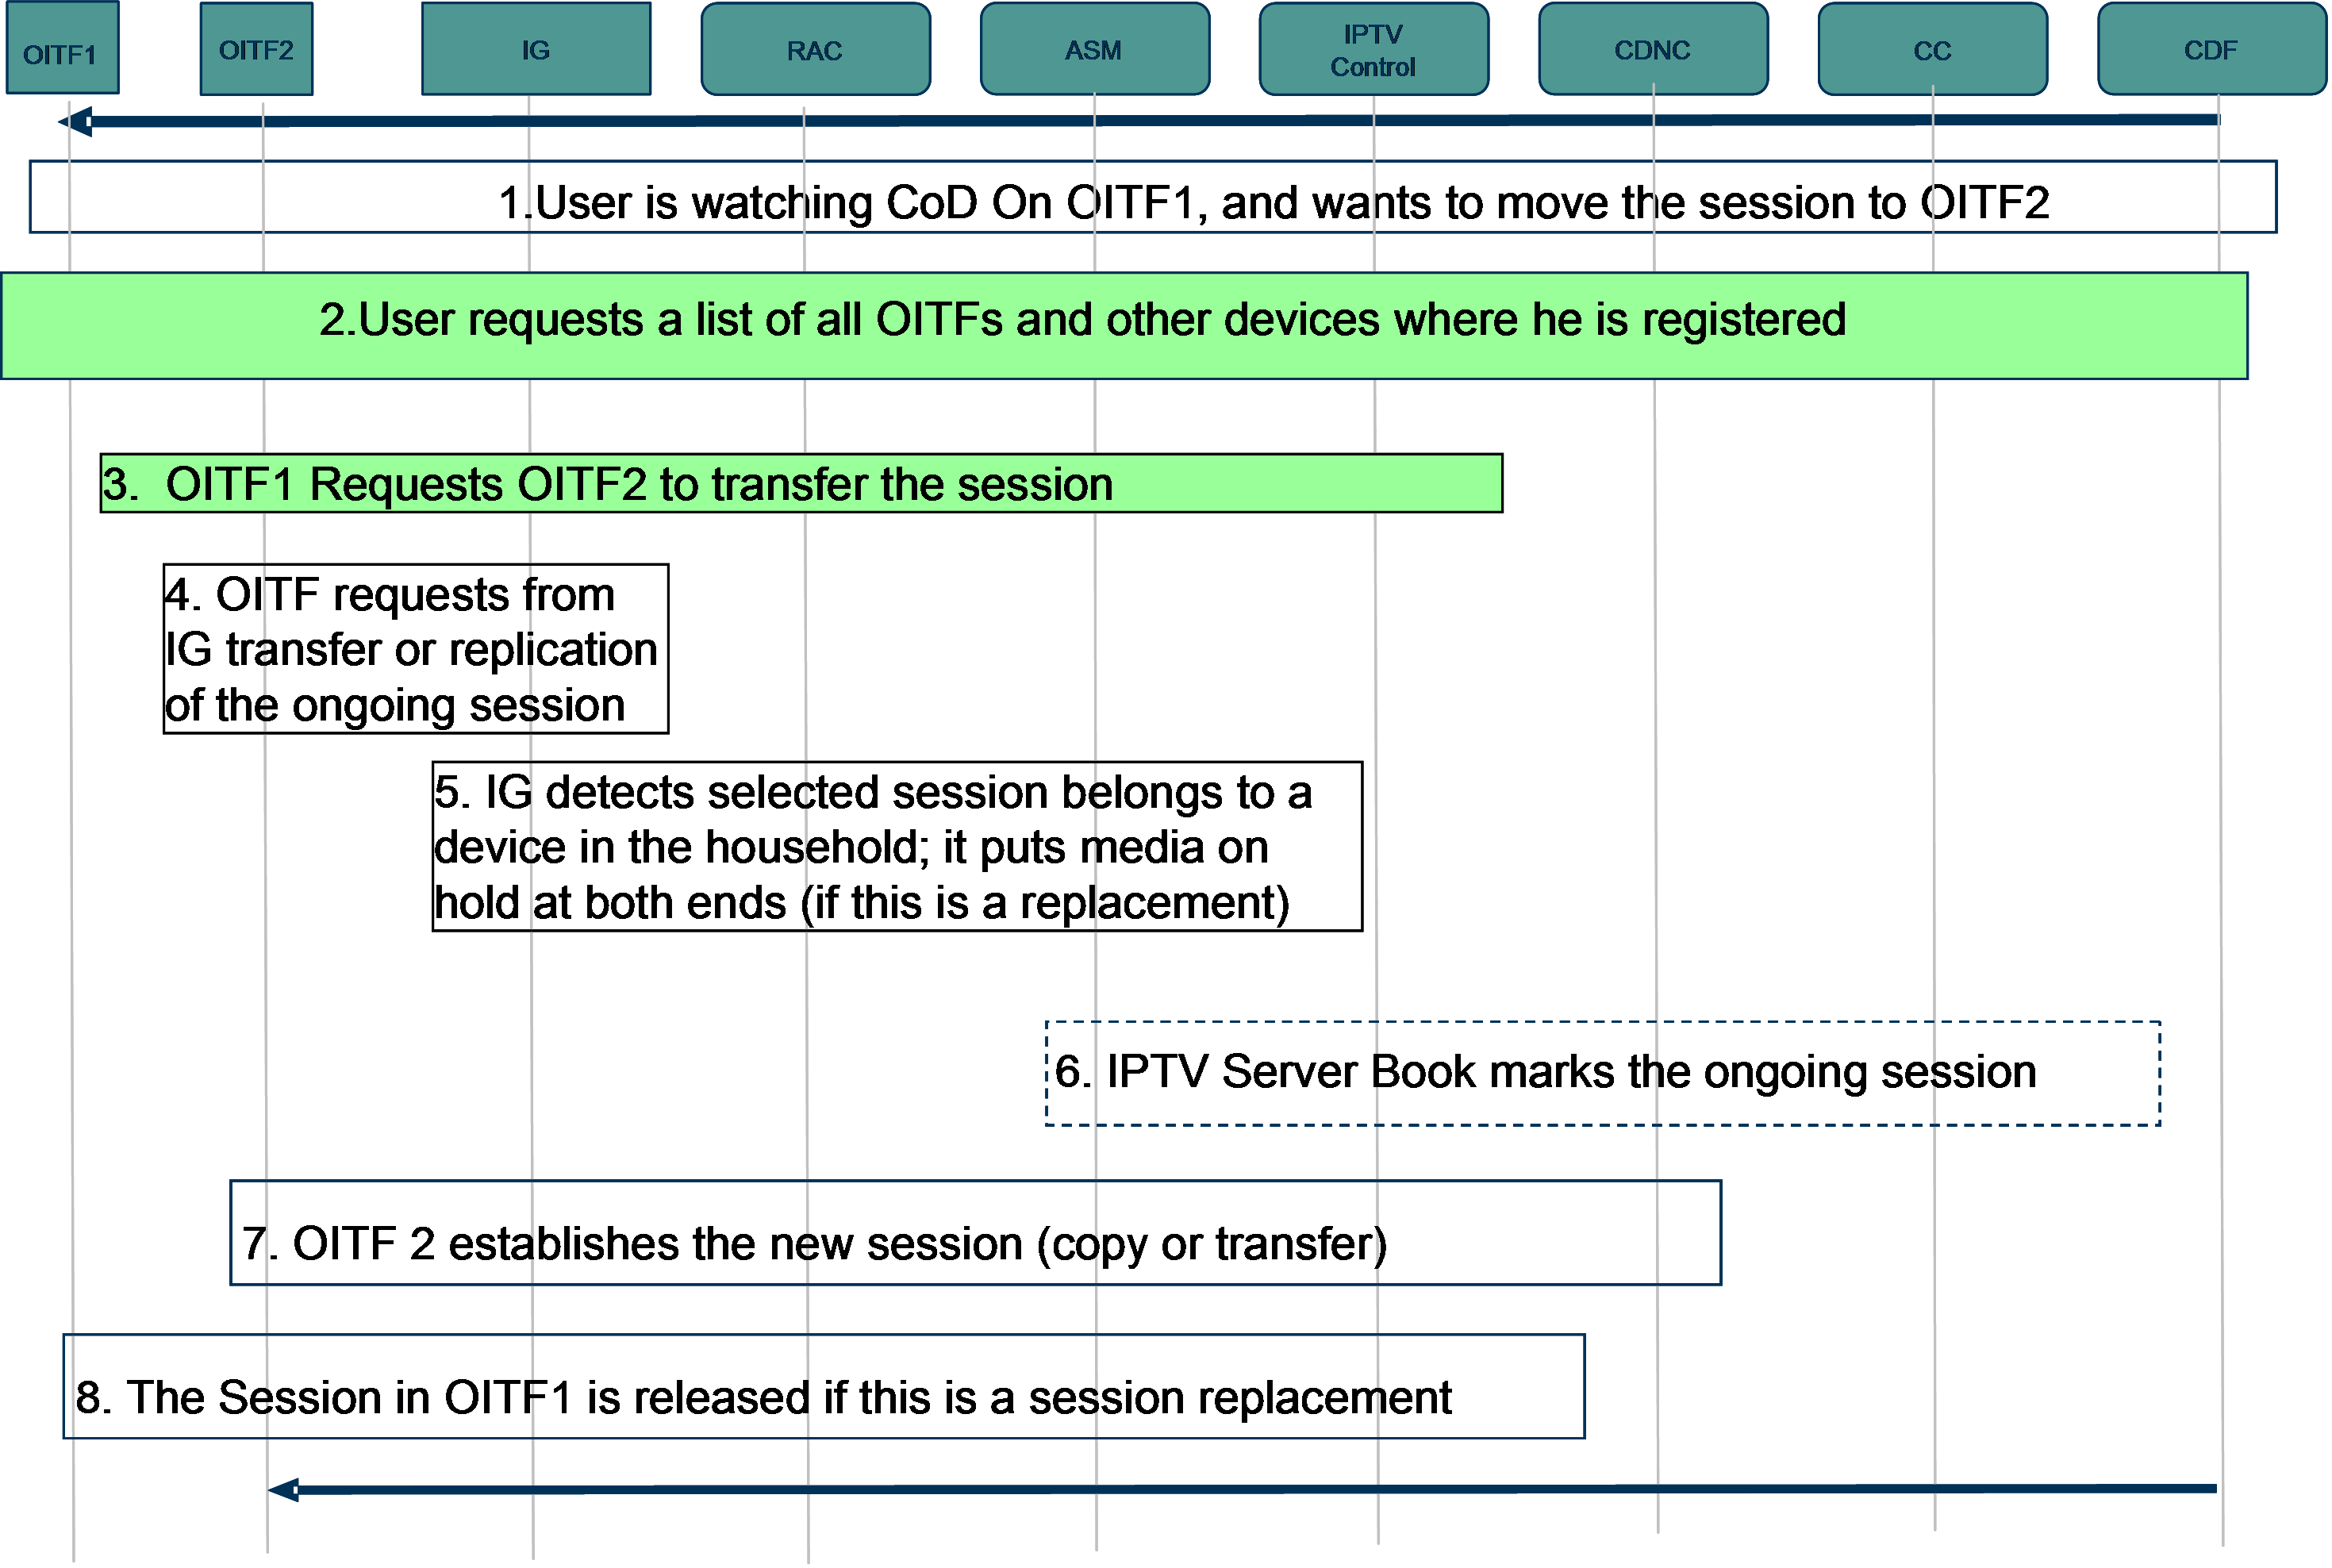 OITF1
OITF2
IG
RAC
ASM
IPTV
Control
CDNC
CC
CDF
1.User is watching CoD On OITF1, and wants to move the session to OITF2
2.User requests a list of all OITFs and other devices where he is registered
3. OITF1 Requests OITF2 to transfer the session
4. OITF requests from
IG transfer or replication
of the ongoing session
5. IG detects selected session belongs to a
device in the household; it puts media on
hold at both ends (if this is a replacement)
6. IPTV Server Book marks the ongoing session
7. OITF 2 establishes the new session (copy or transfer)
8. The Session in OITF1 is released if this is a session replacement